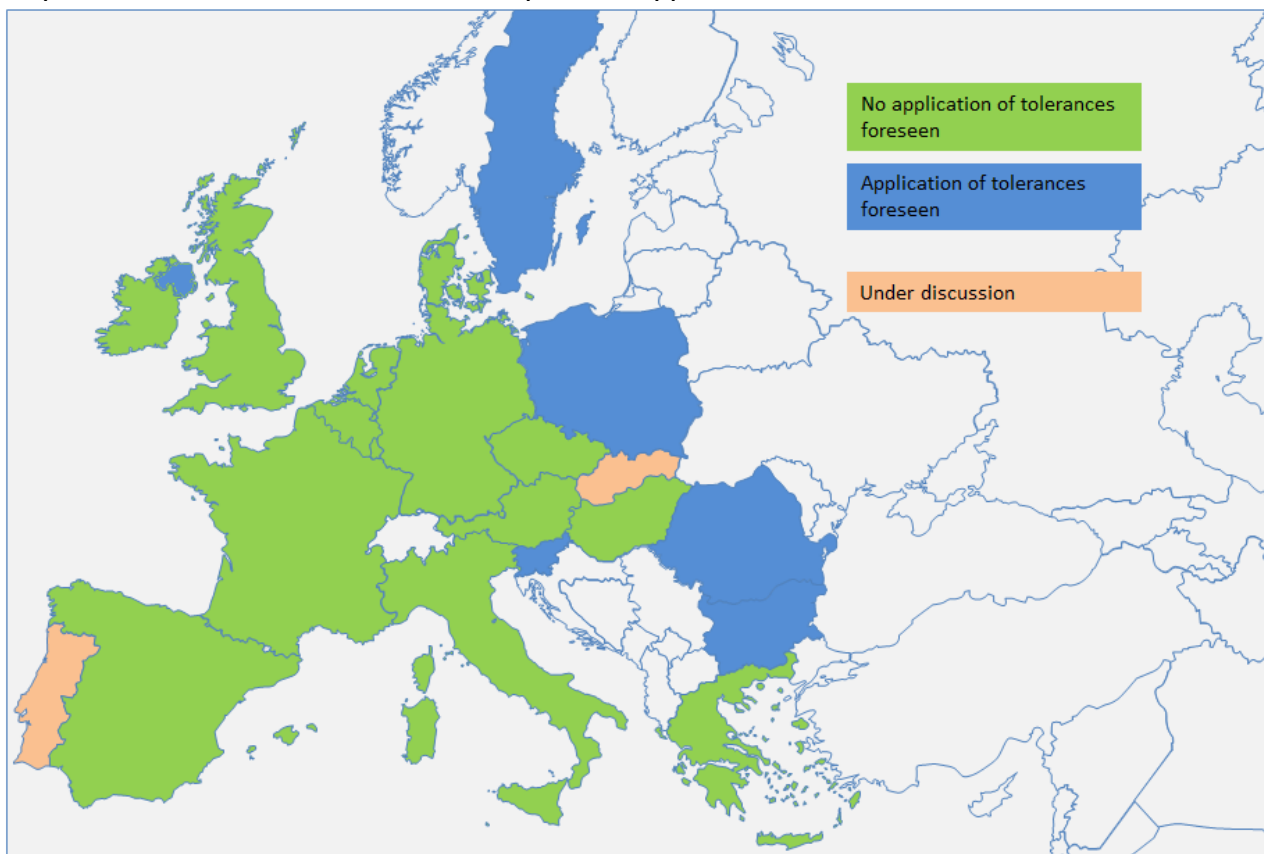 No application of tolerances
foreseen
Application of tolerances
foreseen
Under discussion